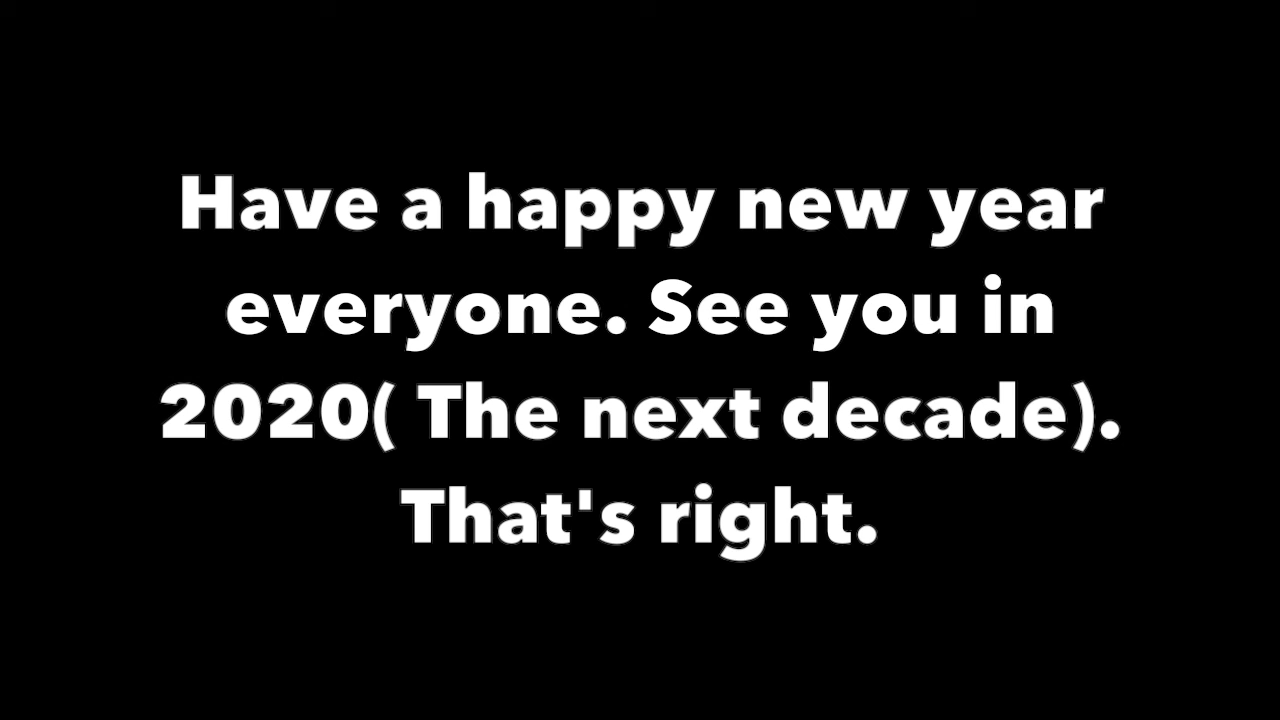 Have a happy new year
everyone. See you in
2020( The next decade).
That's right.